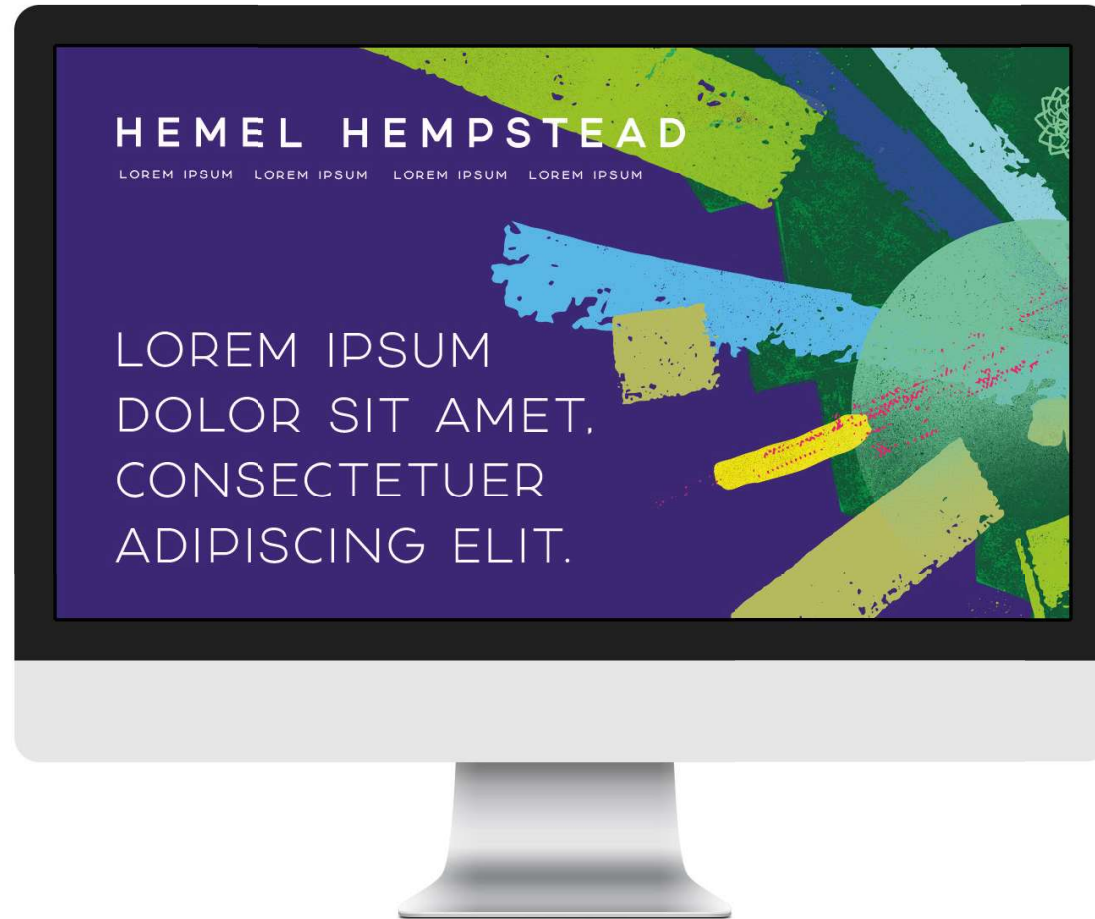 HEMEL HEMPSTEAD
LOREM IPSUM LOREM IPSUM LOREM IPSUM LOREM IPSUM
LOREM IPSUM
DOLOR SIT AMET,
CONSECTETUER
ADIPISCING ELIT.